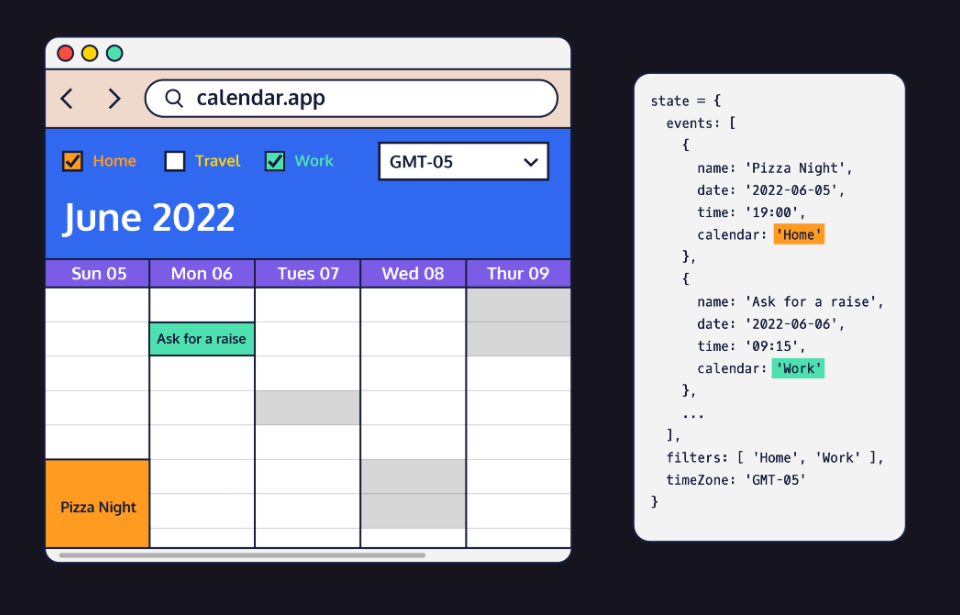 calendar.app
Home Travel Work GMT-05
June 2022
Sun 05 Mon 06 Tues 07 Wed 08 Thur 09
Ask for a raise
Pizza Night
state = {
  events: [
    {
      name: 'Pizza Night',
      date: '2022-06-05',
      time: '19:00',
      calendar: 'Home'
    },
    {
      name: 'Ask for a raise',
      date: '2022-06-06',
      time: '09:15',
      calendar: 'Work'
    },
    ...
  ],
  filters: [ 'Home', 'Work' ],
  timeZone: 'GMT-05'
}